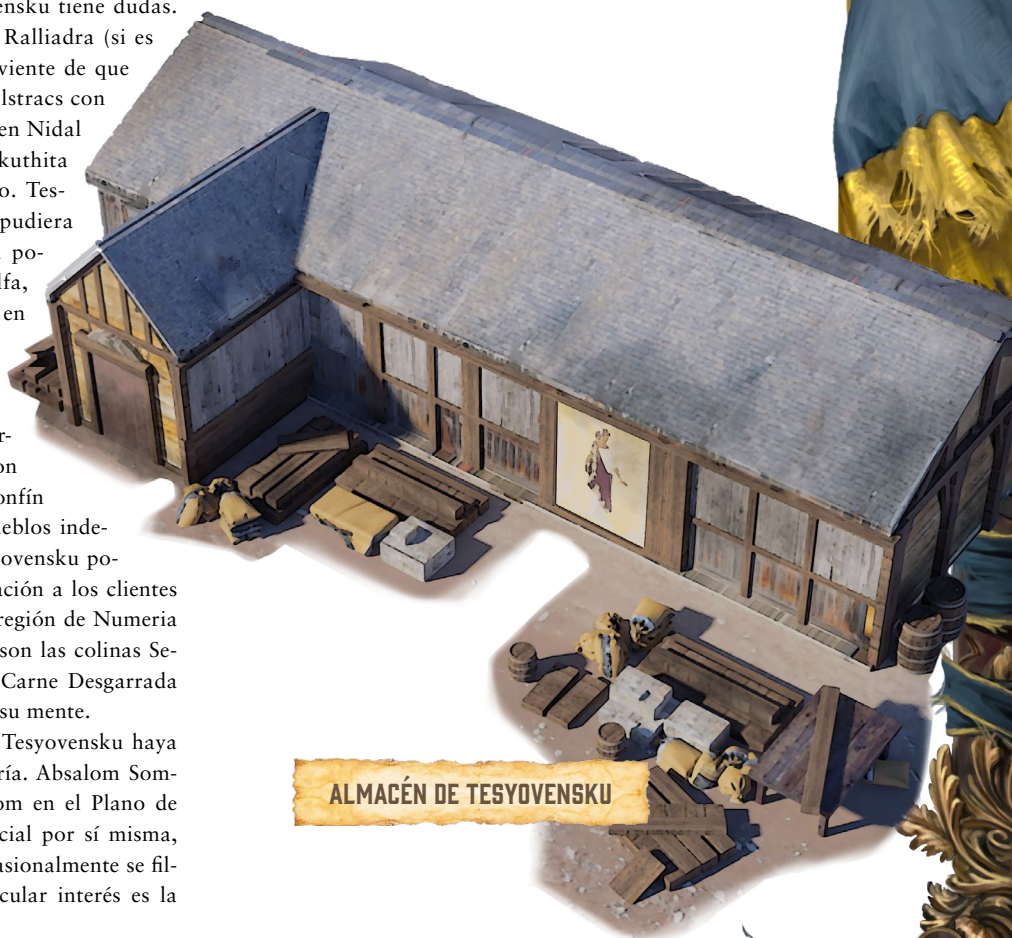 ensku tiene dudas.
Ralliadra (si es
viente de que
lstracs con
en Nidal
kuthita
o. Tes-
pudiera
po-
lfa,
en
r-
on
onfín
eblos inde-
ovensku po-
ación a los clientes
región de Numeria
son las colinas Se-
Carne Desgarrada
su mente.
Tesyovensku haya
ría. Absalom Som-
om en el Plano de
cial por sí misma,
asionalmente se fil-
cular interés es la
ALMACÉN DE TESYOVENSKU